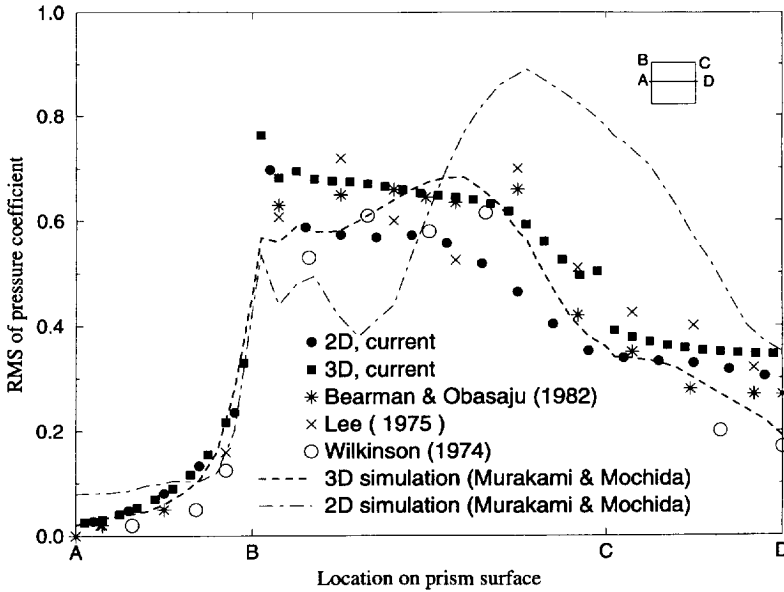 1.0
0.8
0.6
0.4
0.2
0.0
RMS of pressure coefficient
B C
A D
2D, current
3D, current
Bearman & Obasaju (1982)
Lee ( 1975 )
Wilkinson (1974)
3D simulation (Murakami & Mochida)
2D simulation (Murakami & Mochida)
A B C D
Location on prism surface